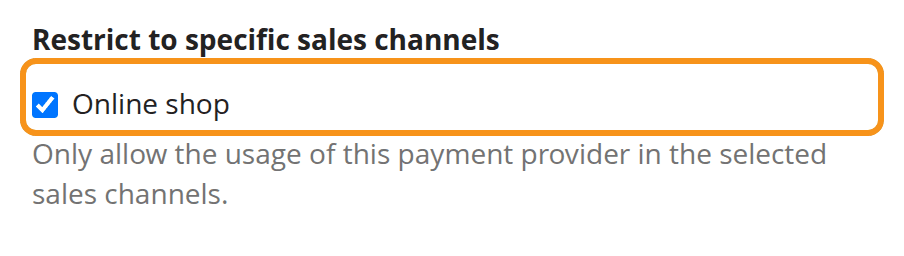 Restrict to specific sales channels
Online shop
Only allow the usage of this payment provider in the selected
sales channels.